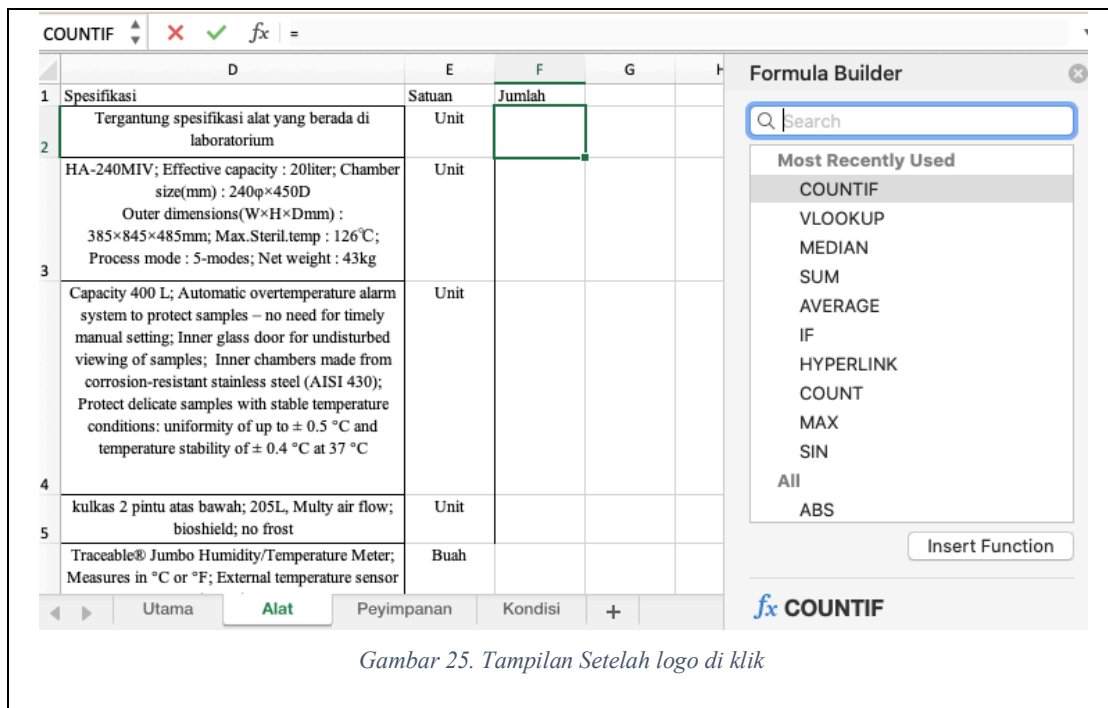 COUNTIF fx =
D E F G H
1 Spesifikasi Satuan Jumlah
Tergantung spesifikasi alat yang berada di Unit
laboratorium
2
HA-240MIV; Effective capacity : 20liter; Chamber Unit
size(mm) : 240φ×450D
Outer dimensions(W×H×Dmm) :
385×845×485mm; Max.Steril.temp : 126℃;
Process mode : 5-modes; Net weight : 43kg
3
Capacity 400 L; Automatic overtemperature alarm Unit
system to protect samples – no need for timely
manual setting; Inner glass door for undisturbed
viewing of samples; Inner chambers made from
corrosion-resistant stainless steel (AISI 430);
Protect delicate samples with stable temperature
conditions: uniformity of up to ± 0.5 °C and
temperature stability of ± 0.4 °C at 37 °C
4
kulkas 2 pintu atas bawah; 205L, Multy air flow; Unit
bioshield; no frost
5
Traceable® Jumbo Humidity/Temperature Meter; Buah
Measures in °C or °F; External temperature sensor
Utama Alat Peyimpanan Kondisi +
Formula Builder
Search
Most Recently Used
COUNTIF
VLOOKUP
MEDIAN
SUM
AVERAGE
IF
HYPERLINK
COUNT
MAX
SIN
All
ABS
Insert Function
fx COUNTIF
Gambar 25. Tampilan Setelah logo di klik